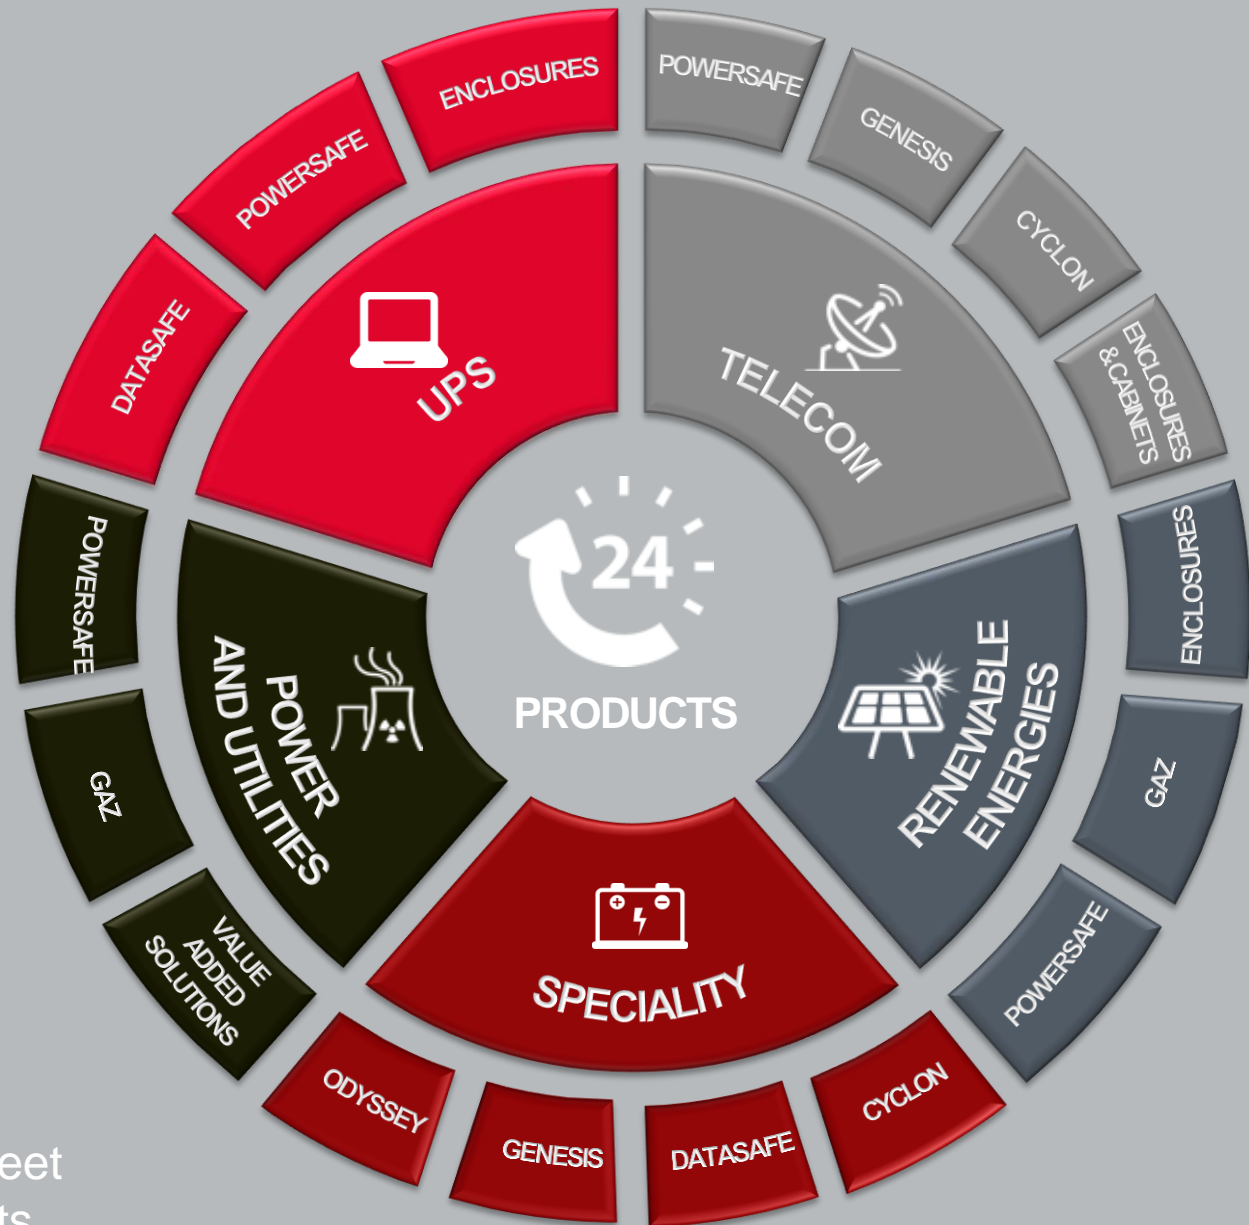 ENCLOSURES
POWERSAFE
DATASAFE
UPS
POWERSAFE
GENESIS
CYCLON
ENCLOSURES
&CABINETS
TELECOM
24
PRODUCTS
ENCLOSURES
GAZ
POWERSAFE
RENEWABLE
ENERGIES
CYCLON
DATASAFE
GENESIS
ODYSSEY
SPECIALITY
VALUE
ADDED
SOLUTIONS
GAZ
POWERSAFE
POWER
AND UTILITIES